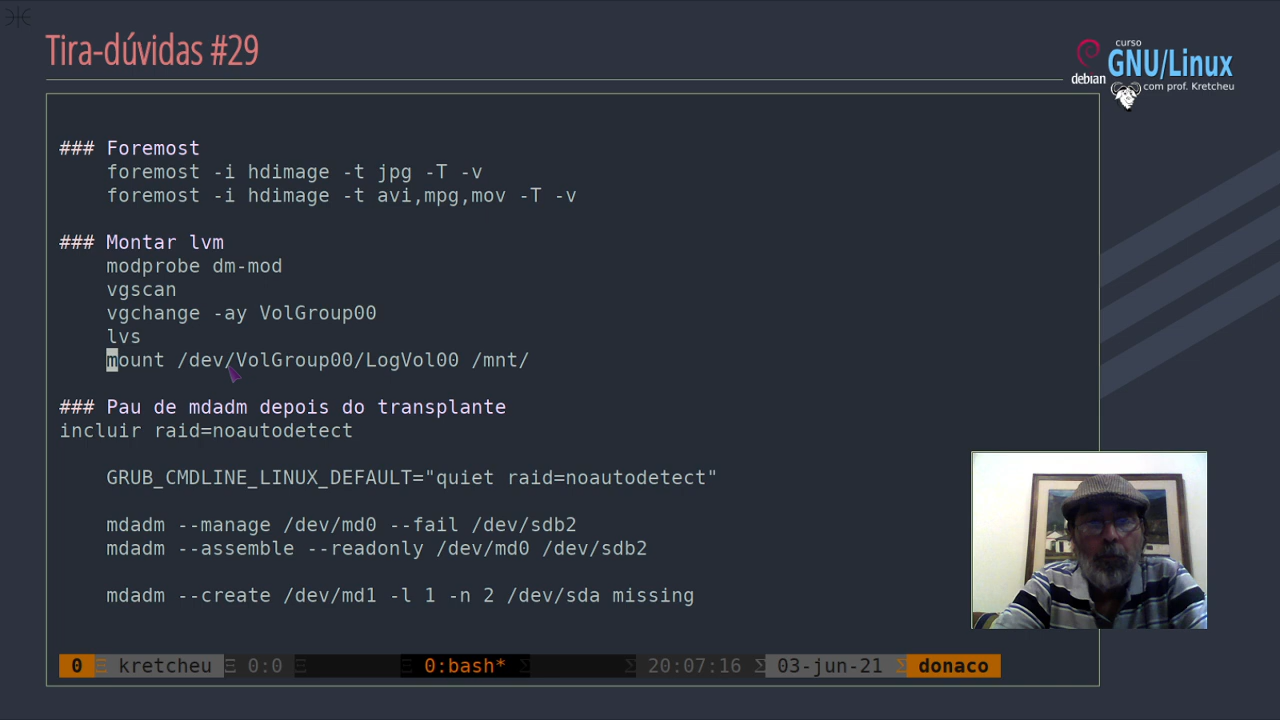 Tira-dúvidas #29
curso
GNU/Linux
debian
com prof. Kretcheu
### Foremost
foremost -i hdimage -t jpg -T -v
foremost -i hdimage -t avi,mpg,mov -T -v
### Montar lvm
modprobe dm-mod
vgscan
vgchange -ay VolGroup00
lvs
mount /dev/VolGroup00/LogVol00 /mnt/
### Pau de mdadm depois do transplante
incluir raid=noautodetect
GRUB_CMDLINE_LINUX_DEFAULT="quiet raid=noautodetect"
mdadm --manage /dev/md0 --fail /dev/sdb2
mdadm --assemble --readonly /dev/md0 /dev/sdb2
mdadm --create /dev/md1 -l 1 -n 2 /dev/sda missing
0 Ξ kretcheu Ξ 0:0 Ξ Ξ 0:bash* Σ Σ 20:07:16 Σ 03-jun-21 Σ donaco